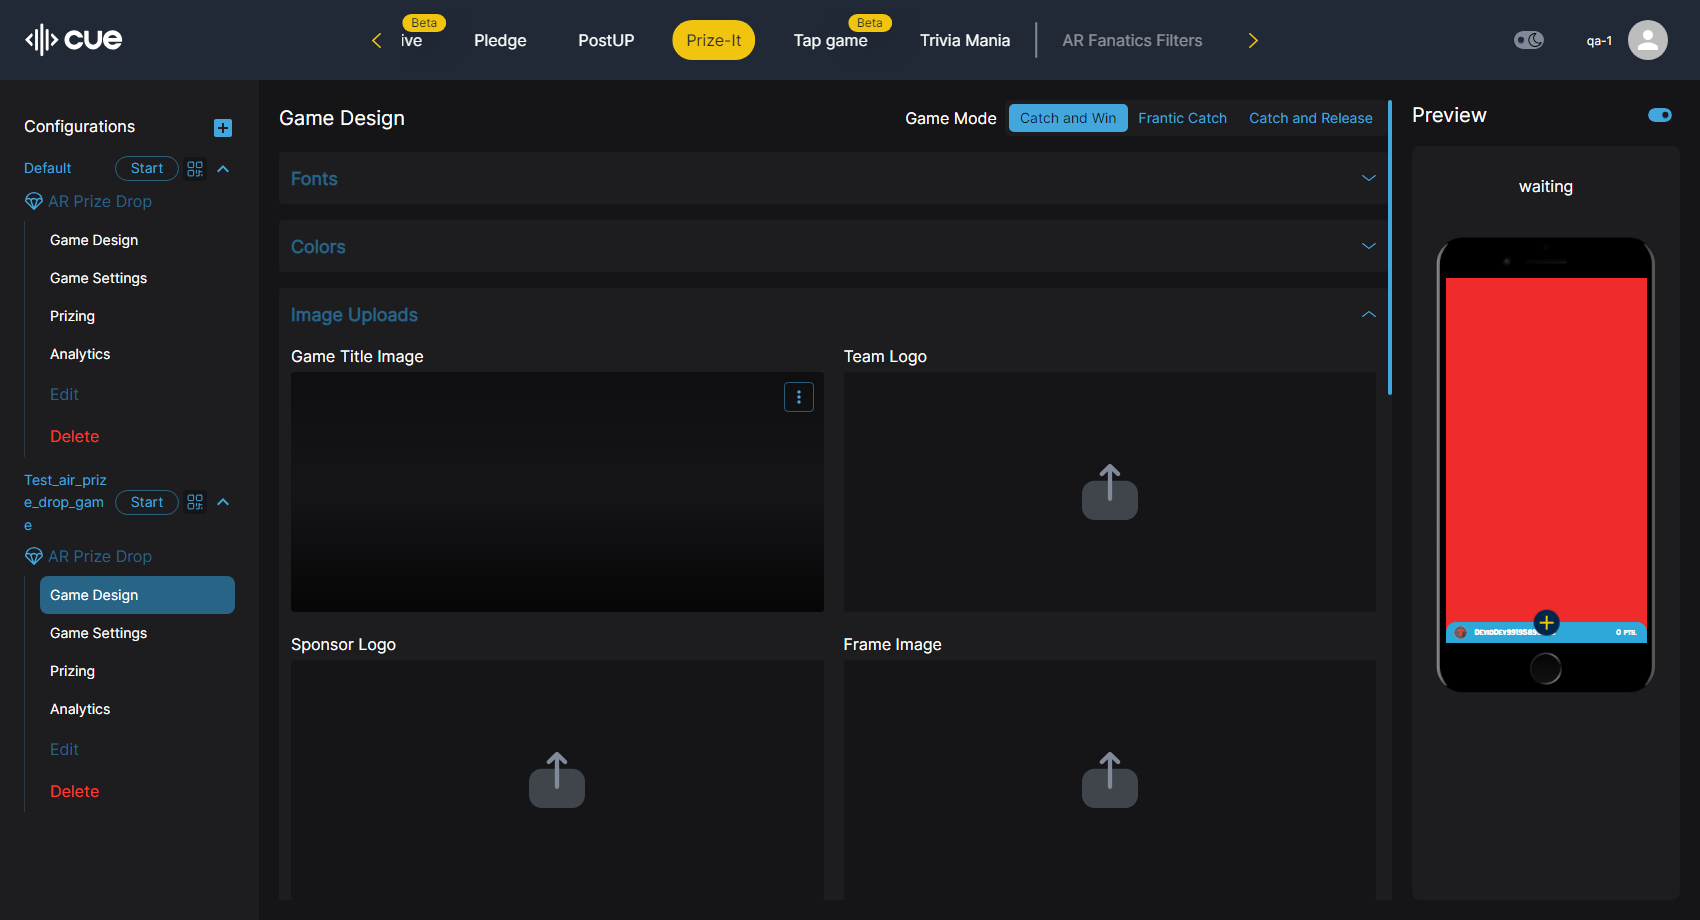 cue
Beta
ive
Pledge
PostUP
Prize-It
Beta
Tap game
Trivia Mania
AR Fanatics Filters
qa-1
Configurations
Default
Start
AR Prize Drop
Game Design
Game Settings
Prizing
Analytics
Edit
Delete
Test_air_priz
e_drop_gam
e
Start
AR Prize Drop
Game Design
Game Settings
Prizing
Analytics
Edit
Delete
Game Design
Game Mode
Catch and Win
Frantic Catch
Catch and Release
Fonts
Colors
Image Uploads
Game Title Image
Team Logo
Sponsor Logo
Frame Image
Preview
waiting
0 PTS.